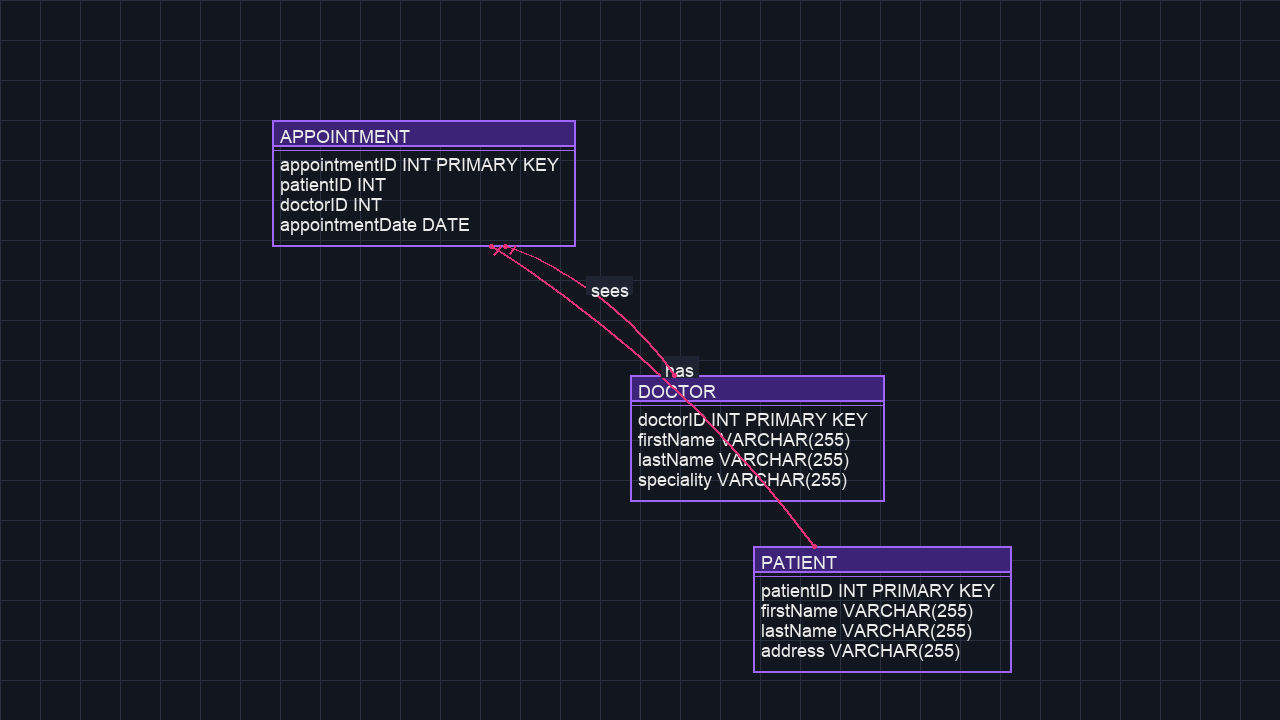 APPOINTMENT
appointmentID INT PRIMARY KEY
patientID INT
doctorID INT
appointmentDate DATE
sees
has
DOCTOR
doctorID INT PRIMARY KEY
firstName VARCHAR(255)
lastName VARCHAR(255)
speciality VARCHAR(255)
PATIENT
patientID INT PRIMARY KEY
firstName VARCHAR(255)
lastName VARCHAR(255)
address VARCHAR(255)